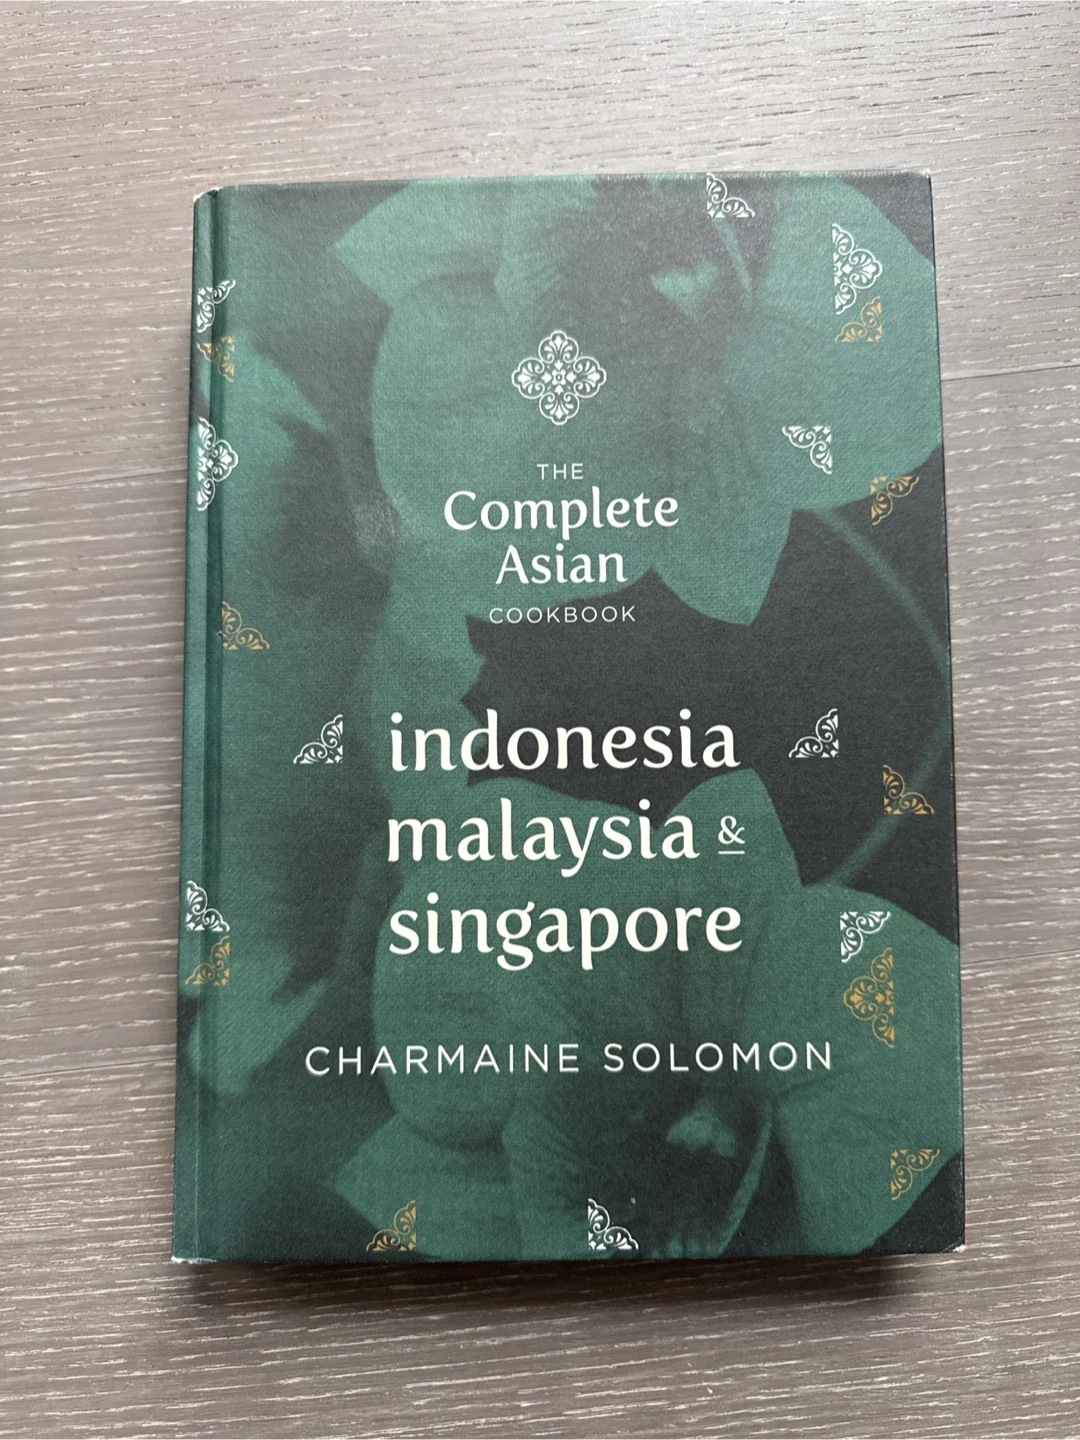 THE
Complete
Asian
COOKBOOK
indonesia
malaysia &
singapore
CHARMAINE SOLOMON